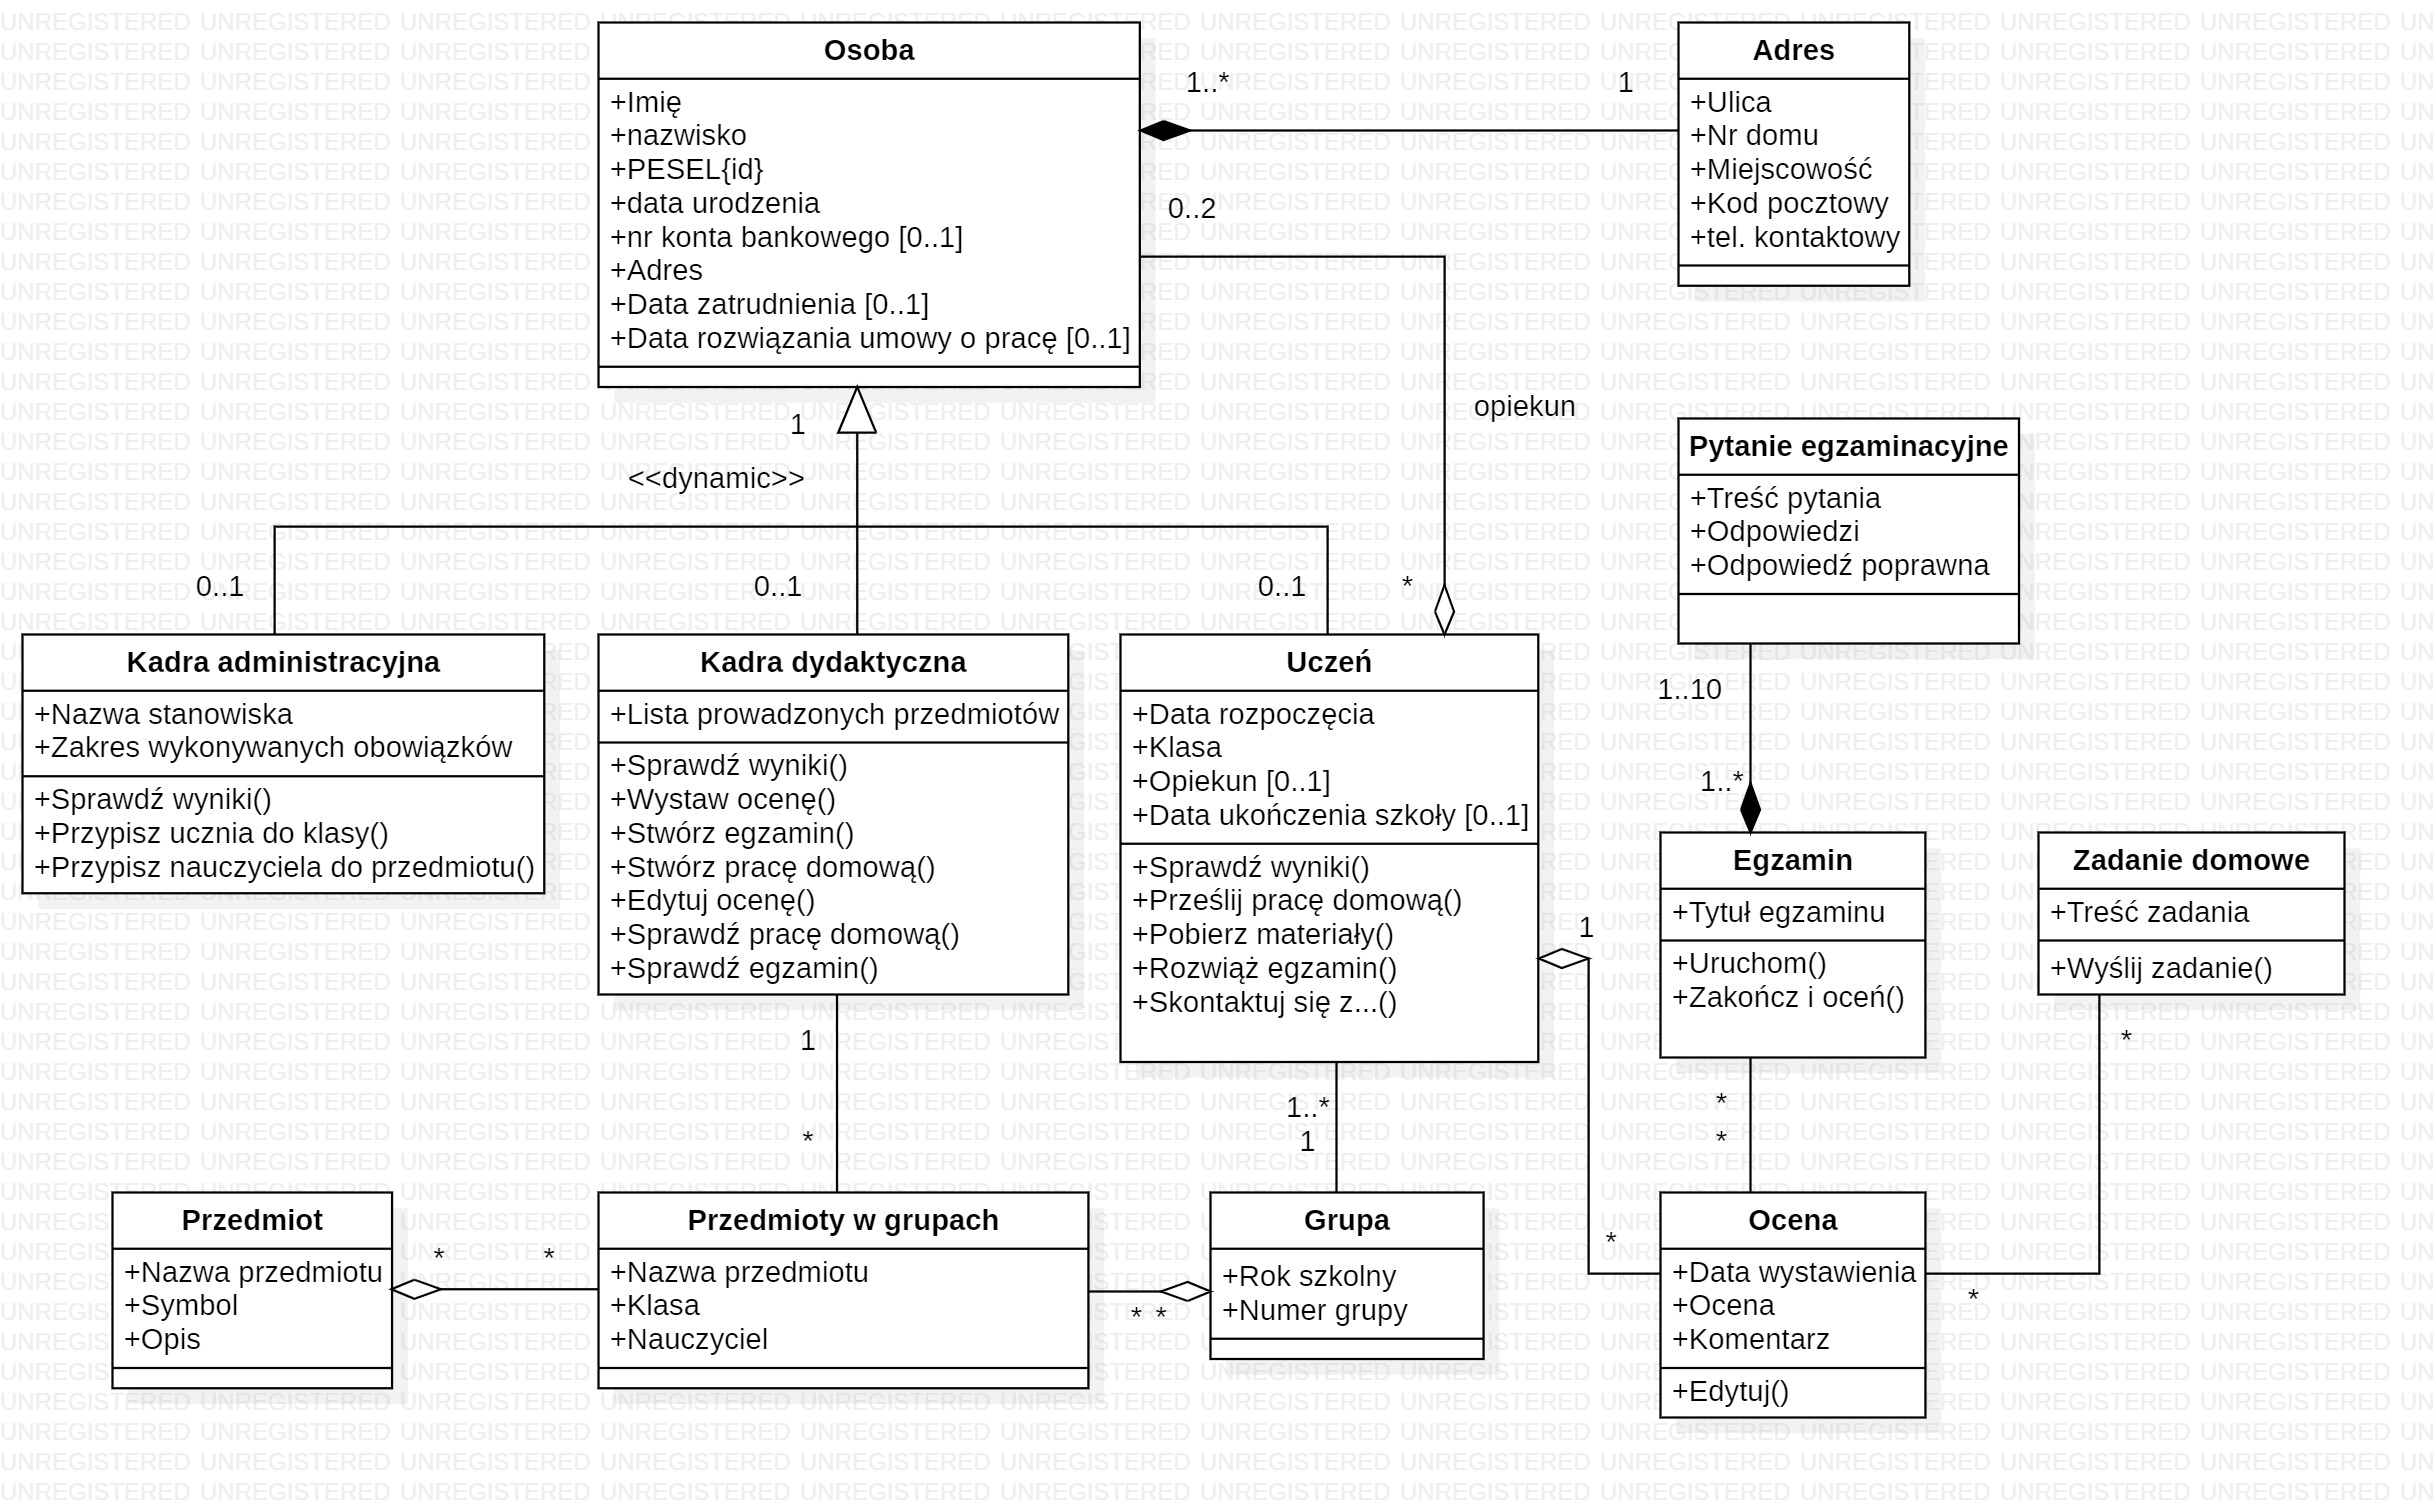 Osoba
+Imię
+nazwisko
+PESEL{id}
+data urodzenia
+nr konta bankowego [0..1]
+Adres
+Data zatrudnienia [0..1]
+Data rozwiązania umowy o pracę [0..1]
1..*
1
Adres
+Ulica
+Nr domu
+Miejscowość
+Kod pocztowy
+tel. kontaktowy
0..2
opiekun
*
1
<<dynamic>>
0..1
0..1
0..1
Pytanie egzaminacyjne
+Treść pytania
+Odpowiedzi
+Odpowiedź poprawna
1..10
1..*
Kadra administracyjna
+Nazwa stanowiska
+Zakres wykonywanych obowiązków
+Sprawdź wyniki()
+Przypisz ucznia do klasy()
+Przypisz nauczyciela do przedmiotu()
Kadra dydaktyczna
+Lista prowadzonych przedmiotów
+Sprawdź wyniki()
+Wystaw ocenę()
+Stwórz egzamin()
+Stwórz pracę domową()
+Edytuj ocenę()
+Sprawdź pracę domową()
+Sprawdź egzamin()
Uczeń
+Data rozpoczęcia
+Klasa
+Opiekun [0..1]
+Data ukończenia szkoły [0..1]
+Sprawdź wyniki()
+Prześlij pracę domową()
+Pobierz materiały()
+Rozwiąż egzamin()
+Skontaktuj się z...()
Egzamin
+Tytuł egzaminu
+Uruchom()
+Zakończ i oceń()
Zadanie domowe
+Treść zadania
+Wyślij zadanie()
1
*
1
*
1..*
1
*
*
*
*
Przedmiot
+Nazwa przedmiotu
+Symbol
+Opis
*
*
Przedmioty w grupach
+Nazwa przedmiotu
+Klasa
+Nauczyciel
* *
Grupa
+Rok szkolny
+Numer grupy
Ocena
+Data wystawienia
+Ocena
+Komentarz
+Edytuj()
UNREGISTERED